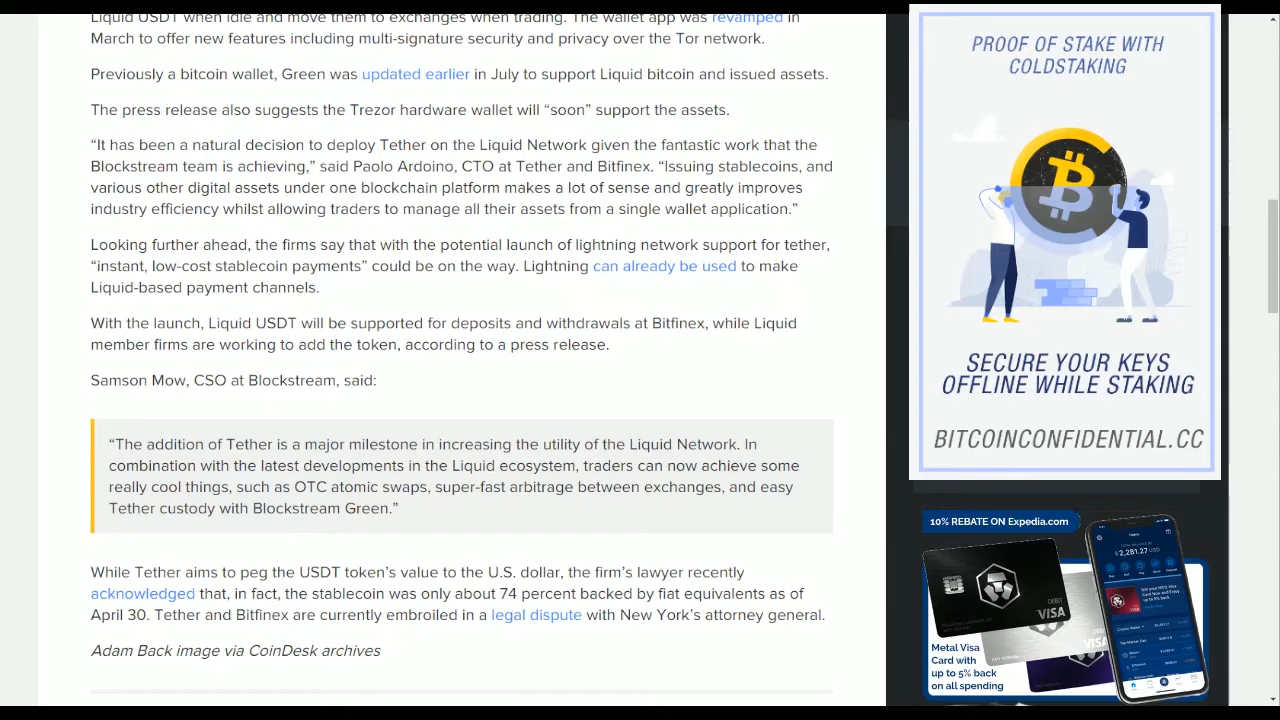 Liquid USDT when idle and move them to exchanges when trading. The wallet app was revamped in
March to offer new features including multi-signature security and privacy over the Tor network.
Previously a bitcoin wallet, Green was updated earlier in July to support Liquid bitcoin and issued assets.
The press release also suggests the Trezor hardware wallet will “soon” support the assets.
“It has been a natural decision to deploy Tether on the Liquid Network given the fantastic work that the
Blockstream team is achieving,” said Paolo Ardoino, CTO at Tether and Bitfinex. “Issuing stablecoins, and
various other digital assets under one blockchain platform makes a lot of sense and greatly improves
industry efficiency whilst allowing traders to manage all their assets from a single wallet application.”
Looking further ahead, the firms say that with the potential launch of lightning network support for tether,
“instant, low-cost stablecoin payments” could be on the way. Lightning can already be used to make
Liquid-based payment channels.
With the launch, Liquid USDT will be supported for deposits and withdrawals at Bitfinex, while Liquid
member firms are working to add the token, according to a press release.
Samson Mow, CSO at Blockstream, said:
“The addition of Tether is a major milestone in increasing the utility of the Liquid Network. In
combination with the latest developments in the Liquid ecosystem, traders can now achieve some
really cool things, such as OTC atomic swaps, super-fast arbitrage between exchanges, and easy
Tether custody with Blockstream Green.”
While Tether aims to peg the USDT token’s value to the U.S. dollar, the firm’s lawyer recently
acknowledged that, in fact, the stablecoin was only about 74 percent backed by fiat equivalents as of
April 30. Tether and Bitfinex are currently embroiled in a legal dispute with New York’s attorney general.
Adam Back image via CoinDesk archives
PROOF OF STAKE WITH
COLDSTAKING
SECURE YOUR KEYS
OFFLINE WHILE STAKING
BITCOINCONFIDENTIAL.CC
10% REBATE ON Expedia.com
$2,281.27 USD
DEBIT
VISA
VISA
Metal Visa
Card with
up to 5% back
on all spending